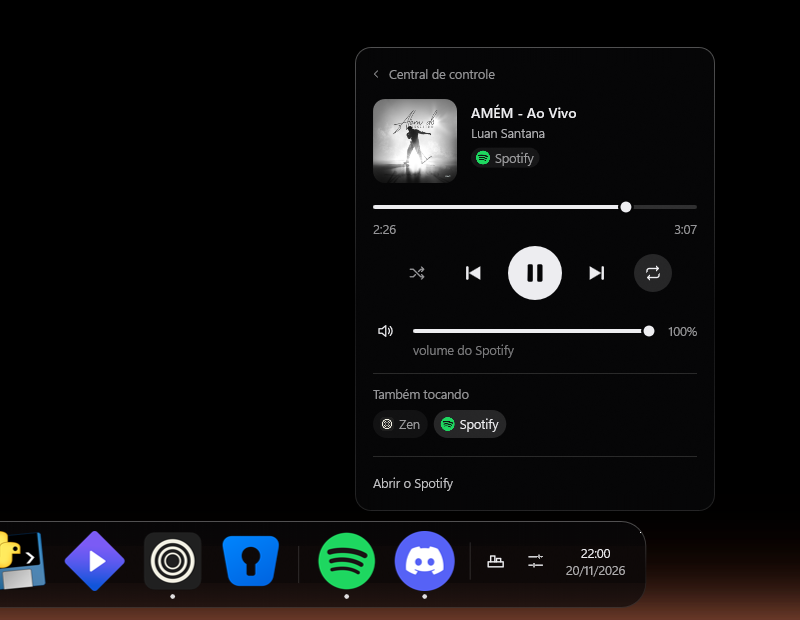 Central de controle
AMÉM - Ao Vivo
Luan Santana
Spotify
2:26
3:07
100%
volume do Spotify
Também tocando
Zen
Spotify
Abrir o Spotify
22:00
20/11/2026